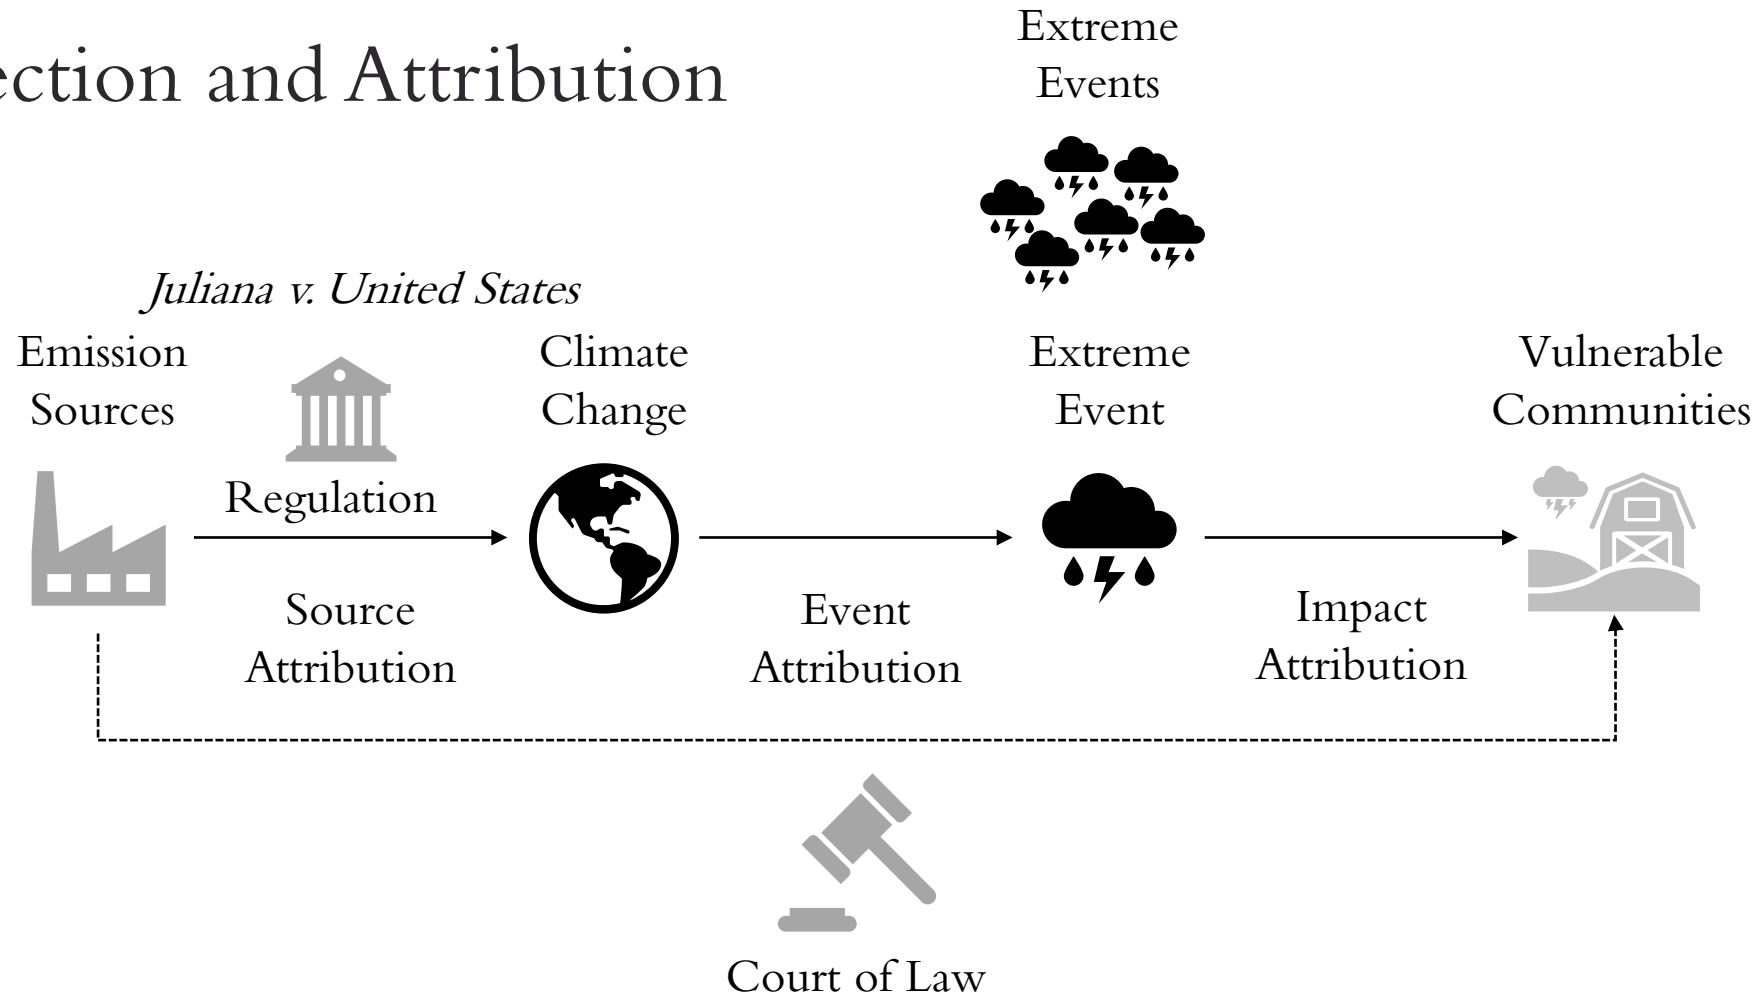 ection and Attribution
Extreme
Events
Juliana v. United States
Emission
Sources
Climate
Change
Extreme
Event
Vulnerable
Communities
Regulation
Source
Attribution
Event
Attribution
Impact
Attribution
Court of Law